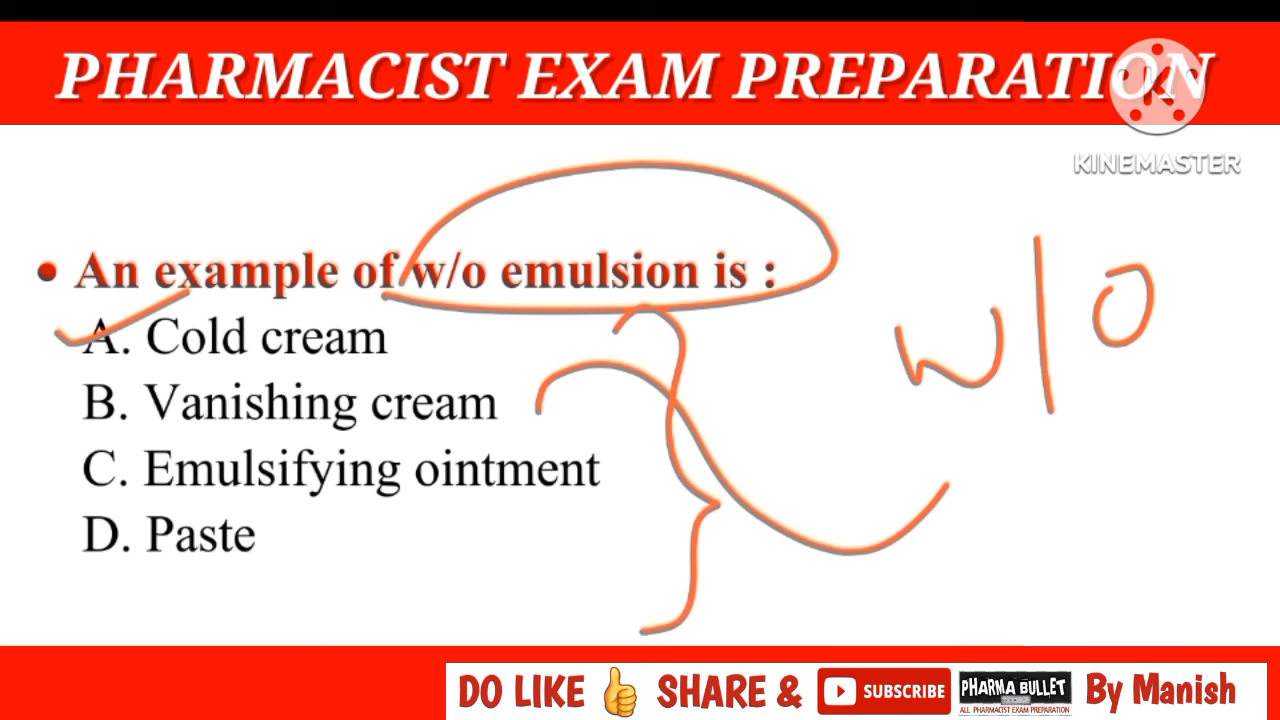 PHARMACIST EXAM PREPARATION
KINEMASTER
• An example of w/o emulsion is :
A. Cold cream
w/o
B. Vanishing cream
C. Emulsifying ointment
D. Paste
DO LIKE 👍 SHARE & SUBSCRIBE PHARMA BULLET By Manish
ALL PHARMACIST EXAM PREPARATION